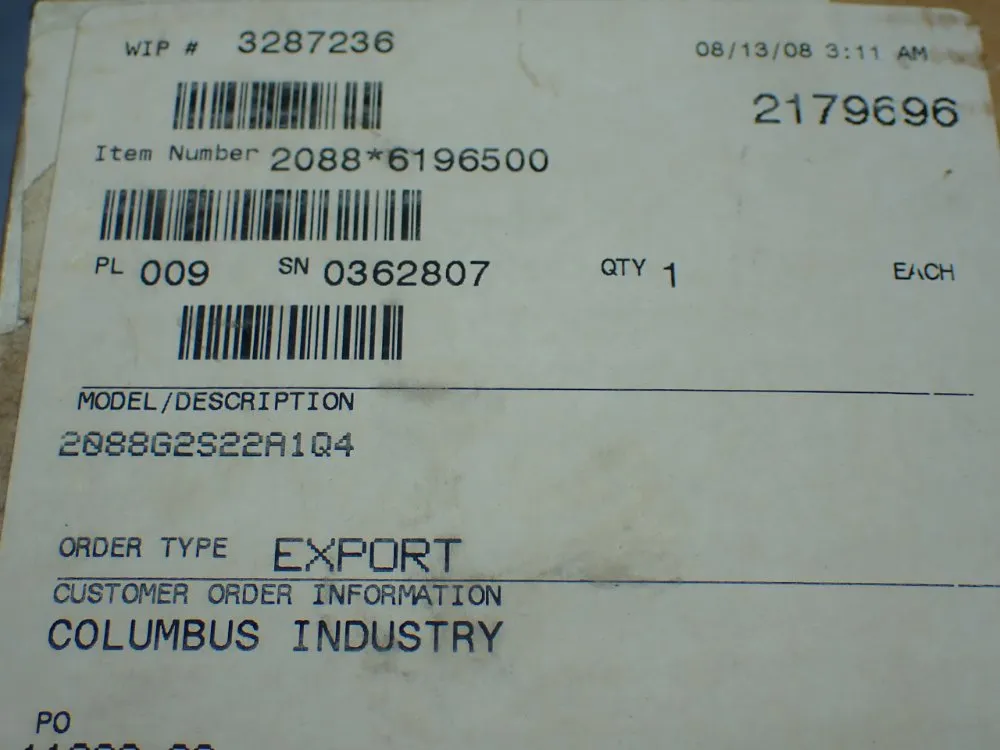 WIP # 3287236 08/13/08 3:11 AM
2179696
Item Number 2088*6196500
PL 009 SN 0362807 QTY 1 EACH
MODEL/DESCRIPTION
2088G2S22A1Q4
ORDER TYPE EXPORT
CUSTOMER ORDER INFORMATION
COLUMBUS INDUSTRY
PO